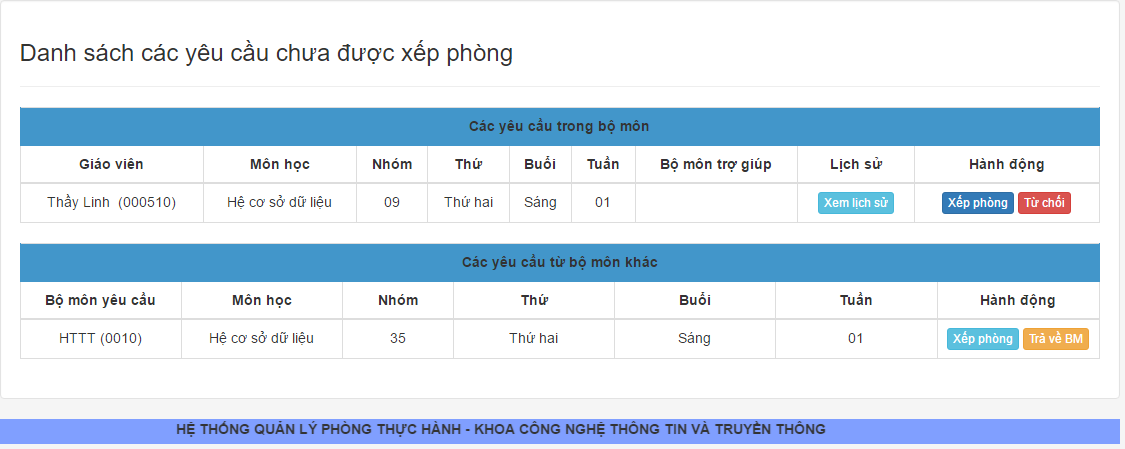 Danh sách các yêu cầu chưa được xếp phòng
Các yêu cầu trong bộ môn
Giáo viên Môn học Nhóm Thứ Buổi Tuần Bộ môn trợ giúp Lịch sử Hành động
Thầy Linh (000510) Hệ cơ sở dữ liệu 09 Thứ hai Sáng 01 Xem lịch sử Xếp phòng Từ chối
Các yêu cầu từ bộ môn khác
Bộ môn yêu cầu Môn học Nhóm Thứ Buổi Tuần Hành động
HTTT (0010) Hệ cơ sở dữ liệu 35 Thứ hai Sáng 01 Xếp phòng Trả về BM
HỆ THỐNG QUẢN LÝ PHÒNG THỰC HÀNH - KHOA CÔNG NGHỆ THÔNG TIN VÀ TRUYỀN THÔNG